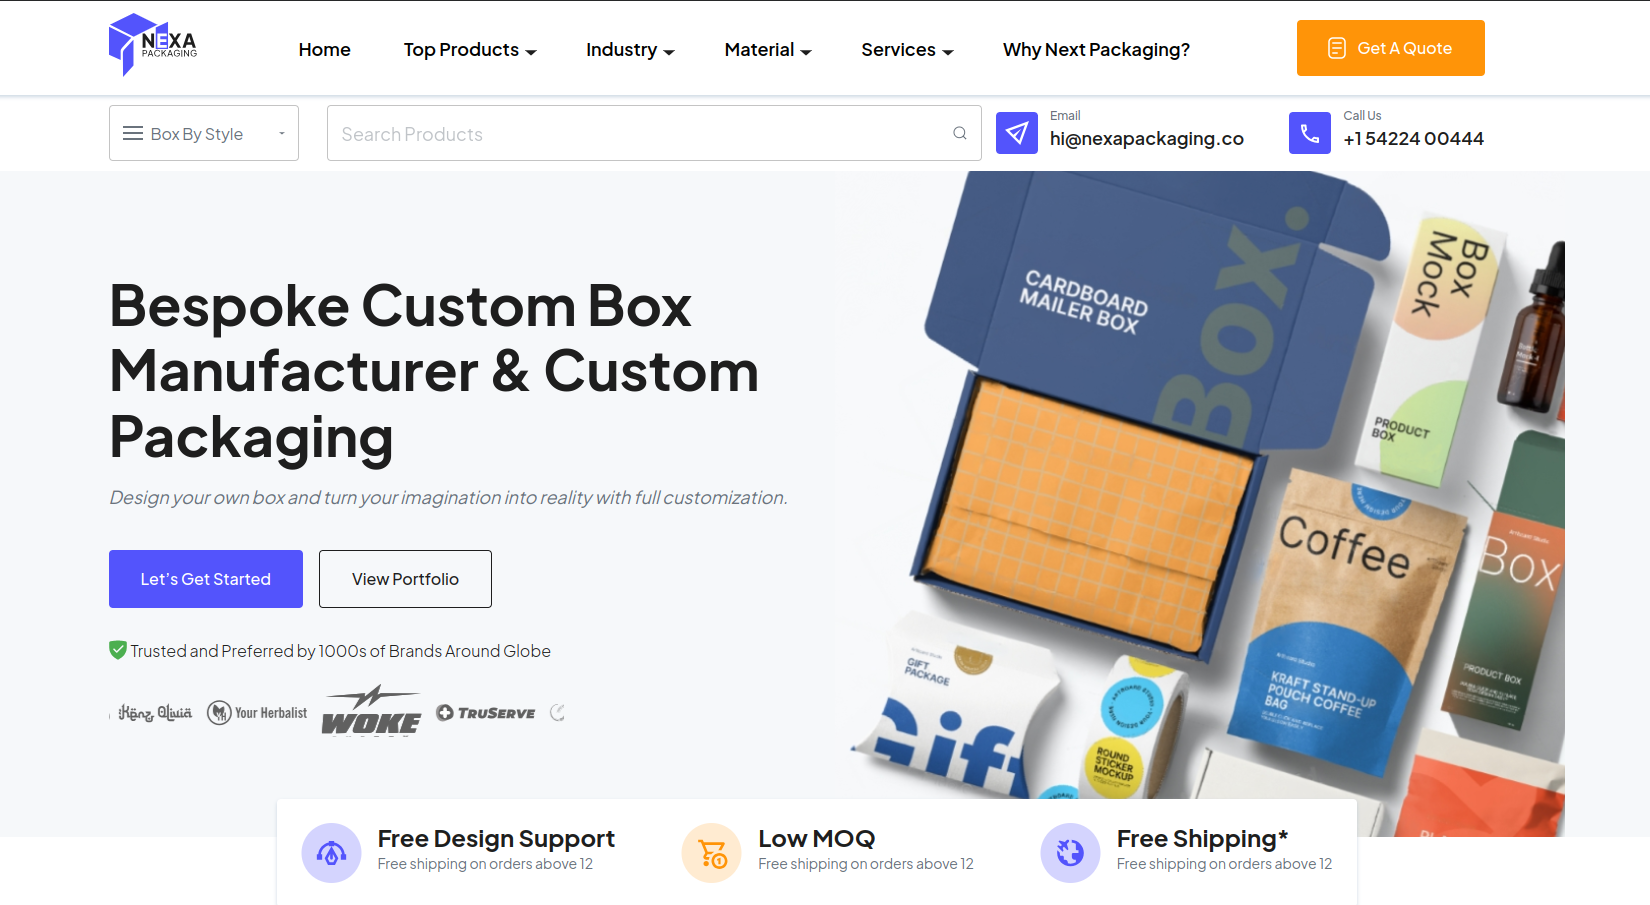 NEXA
PACKAGING
Home
Top Products
Industry
Material
Services
Why Next Packaging?
Get A Quote
Box By Style
Search Products
Email
hi@nexapackaging.co
Call Us
+1 54224 00444
Bespoke Custom Box
Manufacturer & Custom
Packaging
Design your own box and turn your imagination into reality with full customization.
Let's Get Started
View Portfolio
Trusted and Preferred by 1000s of Brands Around Globe
Your Herbalist
WOKE
TRUSERVE
CARDBOARD
MAILER BOX
Box.
Box
Mock
PRODUCT
BOX
Coffee
KRAFT STAND-UP
POUCH COFFEE
BAG
Box
PRODUCT BOX
GIFT
PACKAGE
Gif
ROUND
STICKER
MOCKUP
Free Design Support
Free shipping on orders above 12
Low MOQ
Free shipping on orders above 12
Free Shipping*
Free shipping on orders above 12